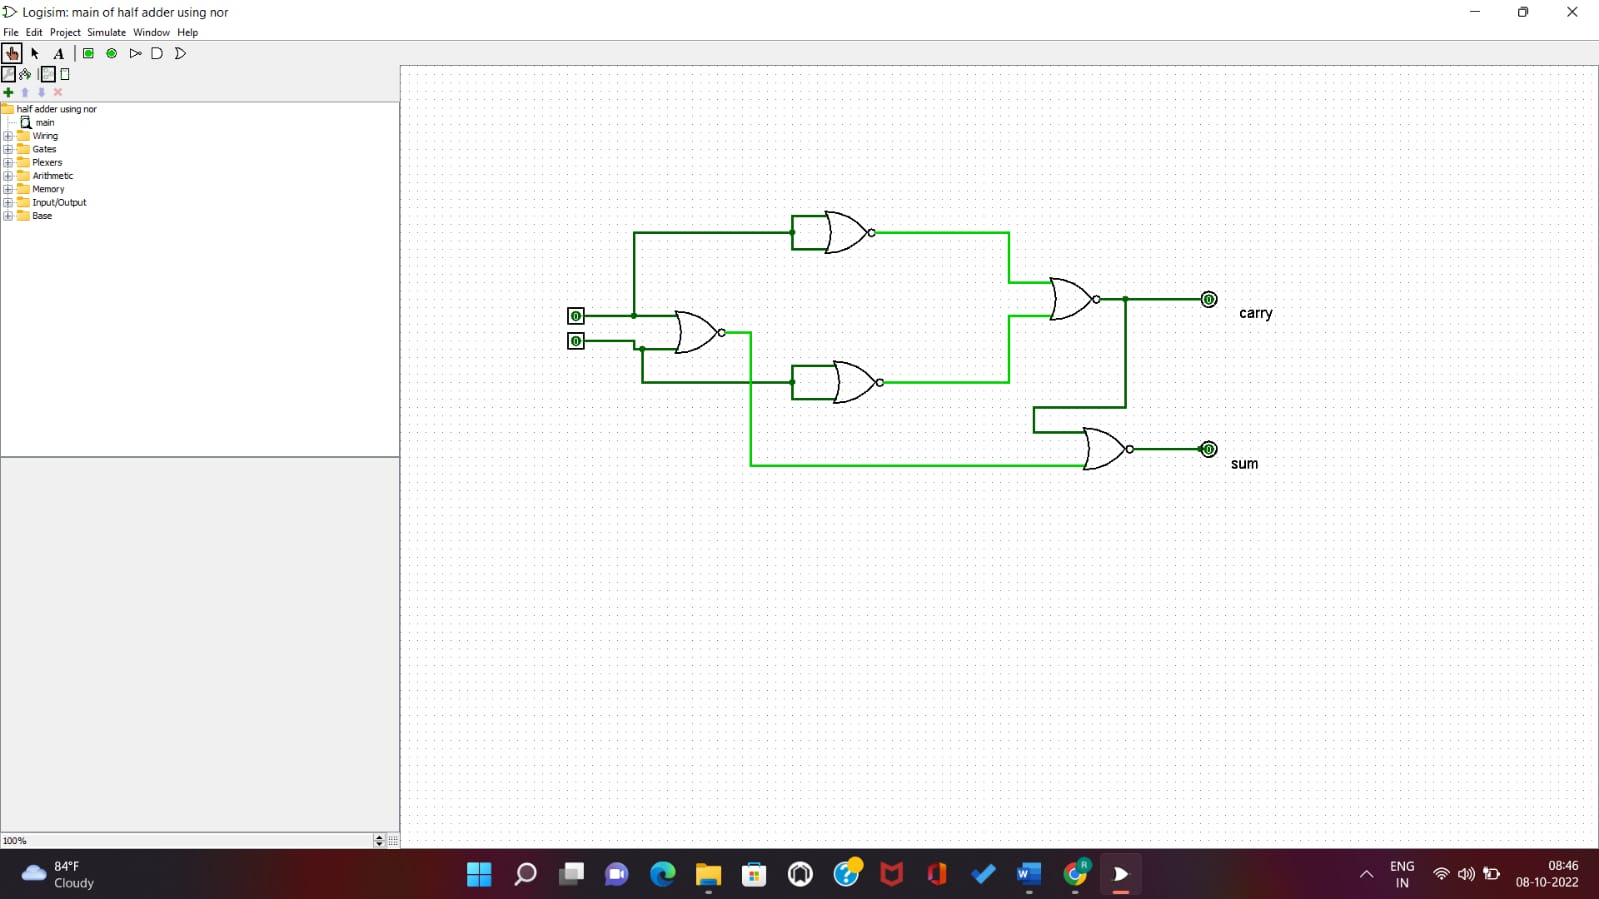 Logisim: main of half adder using nor
File Edit Project Simulate Window Help
A
half adder using nor
main
Wiring
Gates
Plexers
Arithmetic
Memory
Input/Output
Base
0
0
0
carry
0
sum
100%
84°F
Cloudy
ENG
IN
08:46
08-10-2022